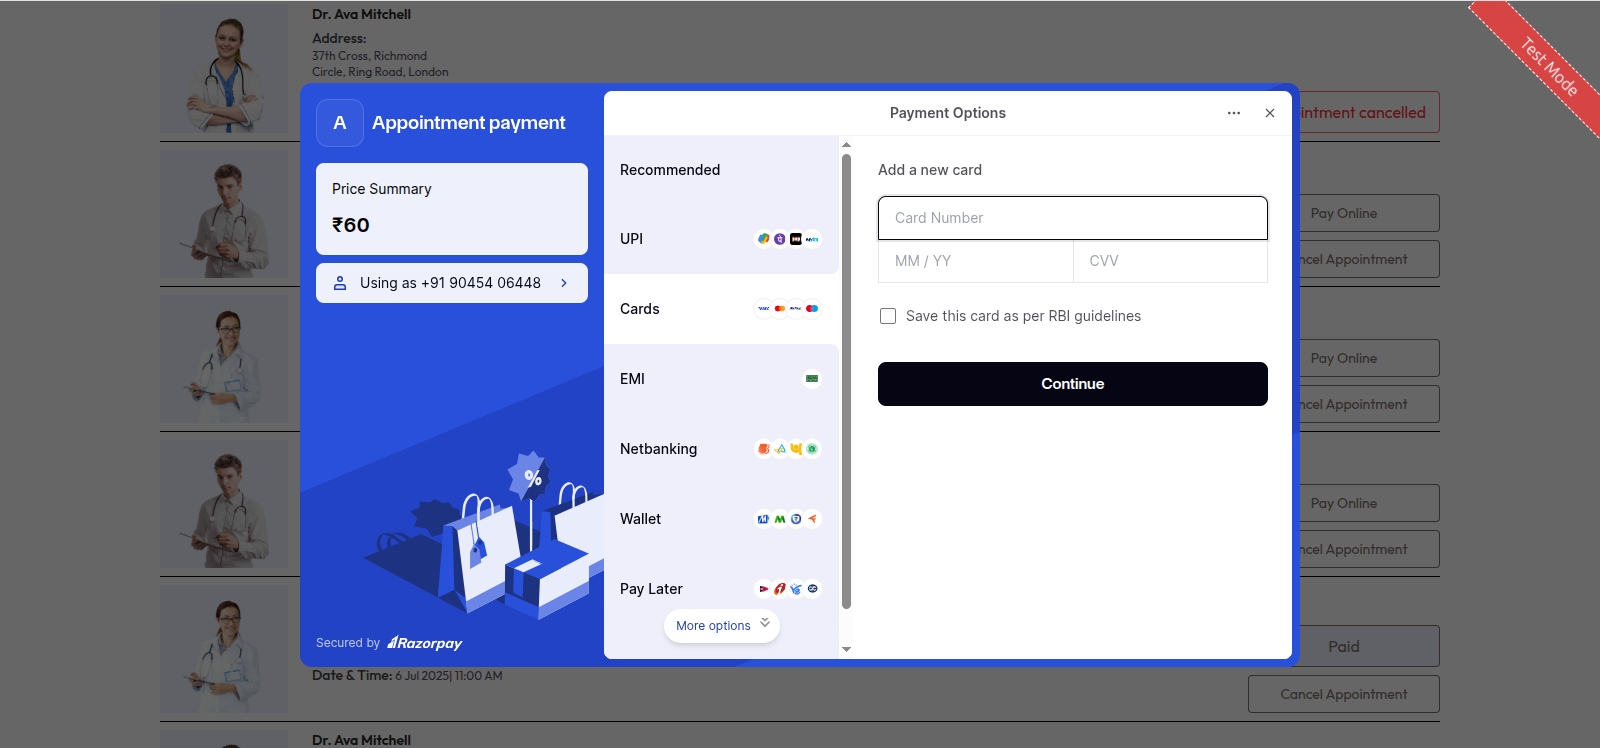 Dr. Ava Mitchell
Address:
37th Cross, Richmond
Circle, Ring Road, London
Test Mode
intment cancelled
A
Appointment payment
Price Summary
₹60
Using as +91 90454 06448
Secured by Razorpay
Payment Options
Recommended
UPI
Cards
EMI
Netbanking
Wallet
Pay Later
More options
Add a new card
Card Number
MM / YY
CVV
Save this card as per RBI guidelines
Continue
Pay Online
ncel Appointment
Pay Online
ncel Appointment
Pay Online
ncel Appointment
Paid
Date & Time: 6 Jul 2025| 11:00 AM
Cancel Appointment
Dr. Ava Mitchell
%